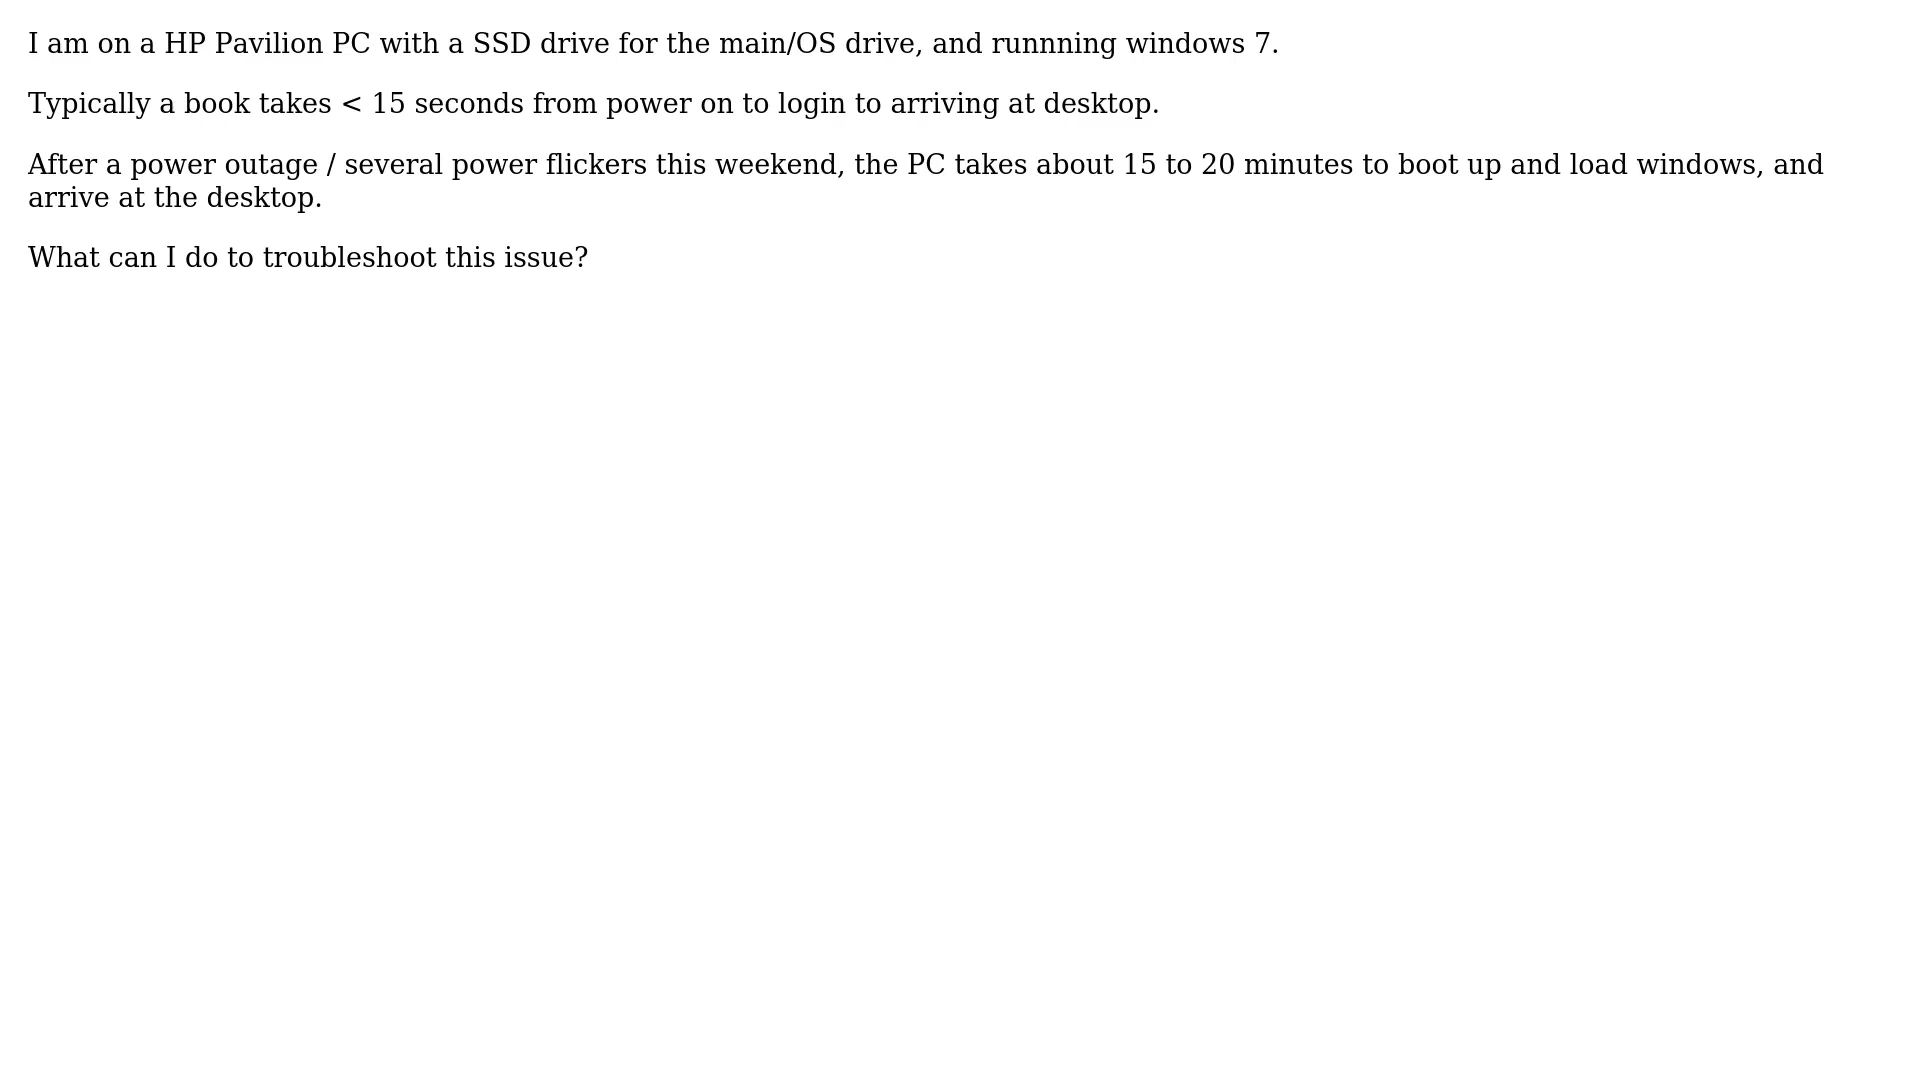 I am on a HP Pavilion PC with a SSD drive for the main/OS drive, and runnning windows 7.
Typically a book takes < 15 seconds from power on to login to arriving at desktop.
After a power outage / several power flickers this weekend, the PC takes about 15 to 20 minutes to boot up and load windows, and
arrive at the desktop.
What can I do to troubleshoot this issue?